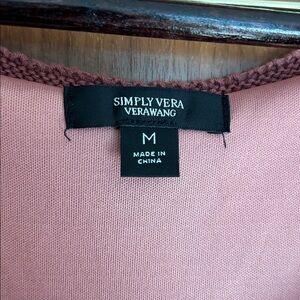 SIMPLY VERA
VERAWANG
M
MADE IN
CHINA